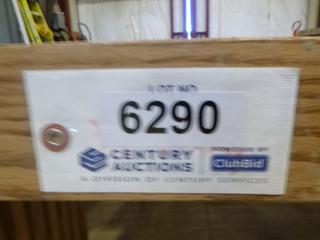 LOT NO
6290
CENTURY AUCTIONS
POWERED BY
ClubBid